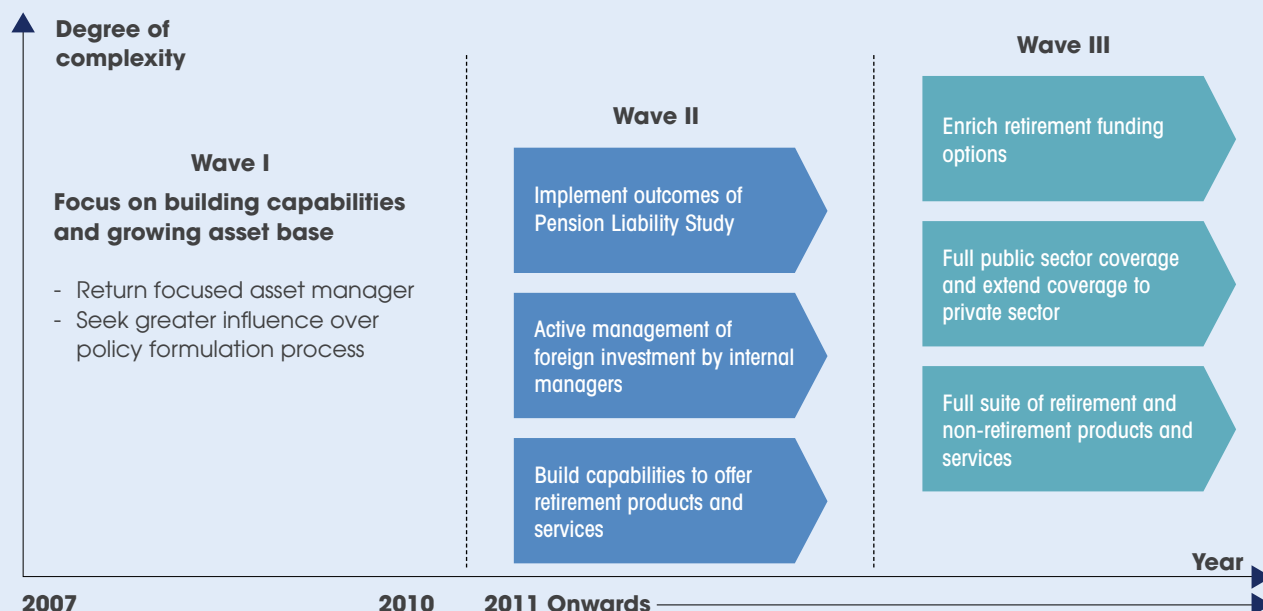 Degree of
complexity
Wave I
Focus on building capabilities
and growing asset base
- Return focused asset manager
- Seek greater influence over
policy formulation process
Wave II
Implement outcomes of
Pension Liability Study
Active management of
foreign investment by internal
managers
Build capabilities to offer
retirement products and
services
Wave III
Enrich retirement funding
options
Full public sector coverage
and extend coverage to
private sector
Full suite of retirement and
non-retirement products and
services
Year
2007
2010
2011 Onwards